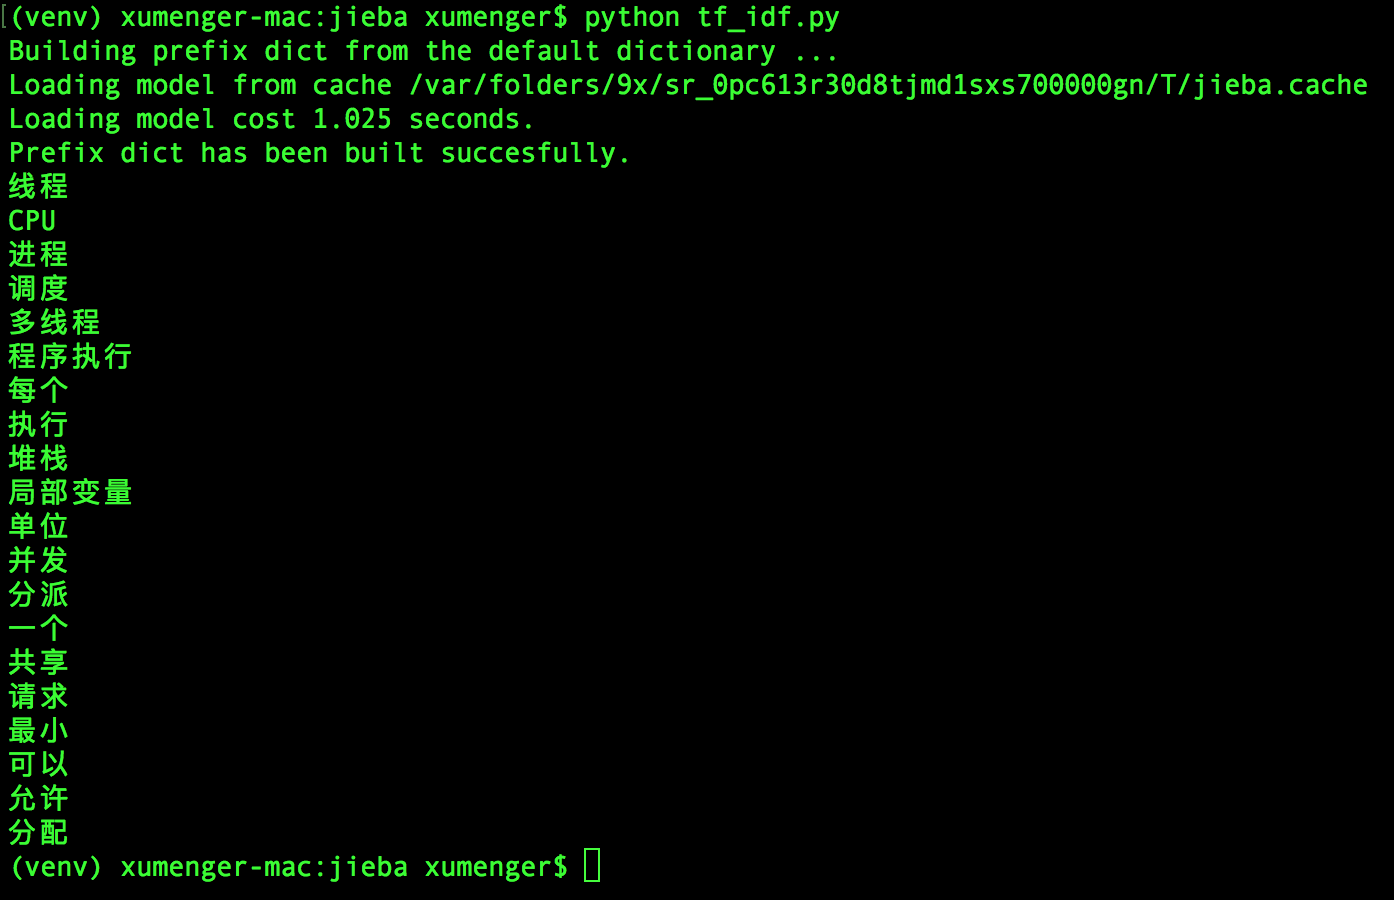 (venv) xumenger-mac:jieba xumenger$ python tf_idf.py
Building prefix dict from the default dictionary ...
Loading model from cache /var/folders/9x/sr_0pc613r30d8tjmd1sxs700000gn/T/jieba.cache
Loading model cost 1.025 seconds.
Prefix dict has been built succesfully.
线程
CPU
进程
调度
多线程
程序执行
每个
执行
堆栈
局部变量
单位
并发
分派
一个
共享
请求
最小
可以
允许
分配
(venv) xumenger-mac:jieba xumenger$